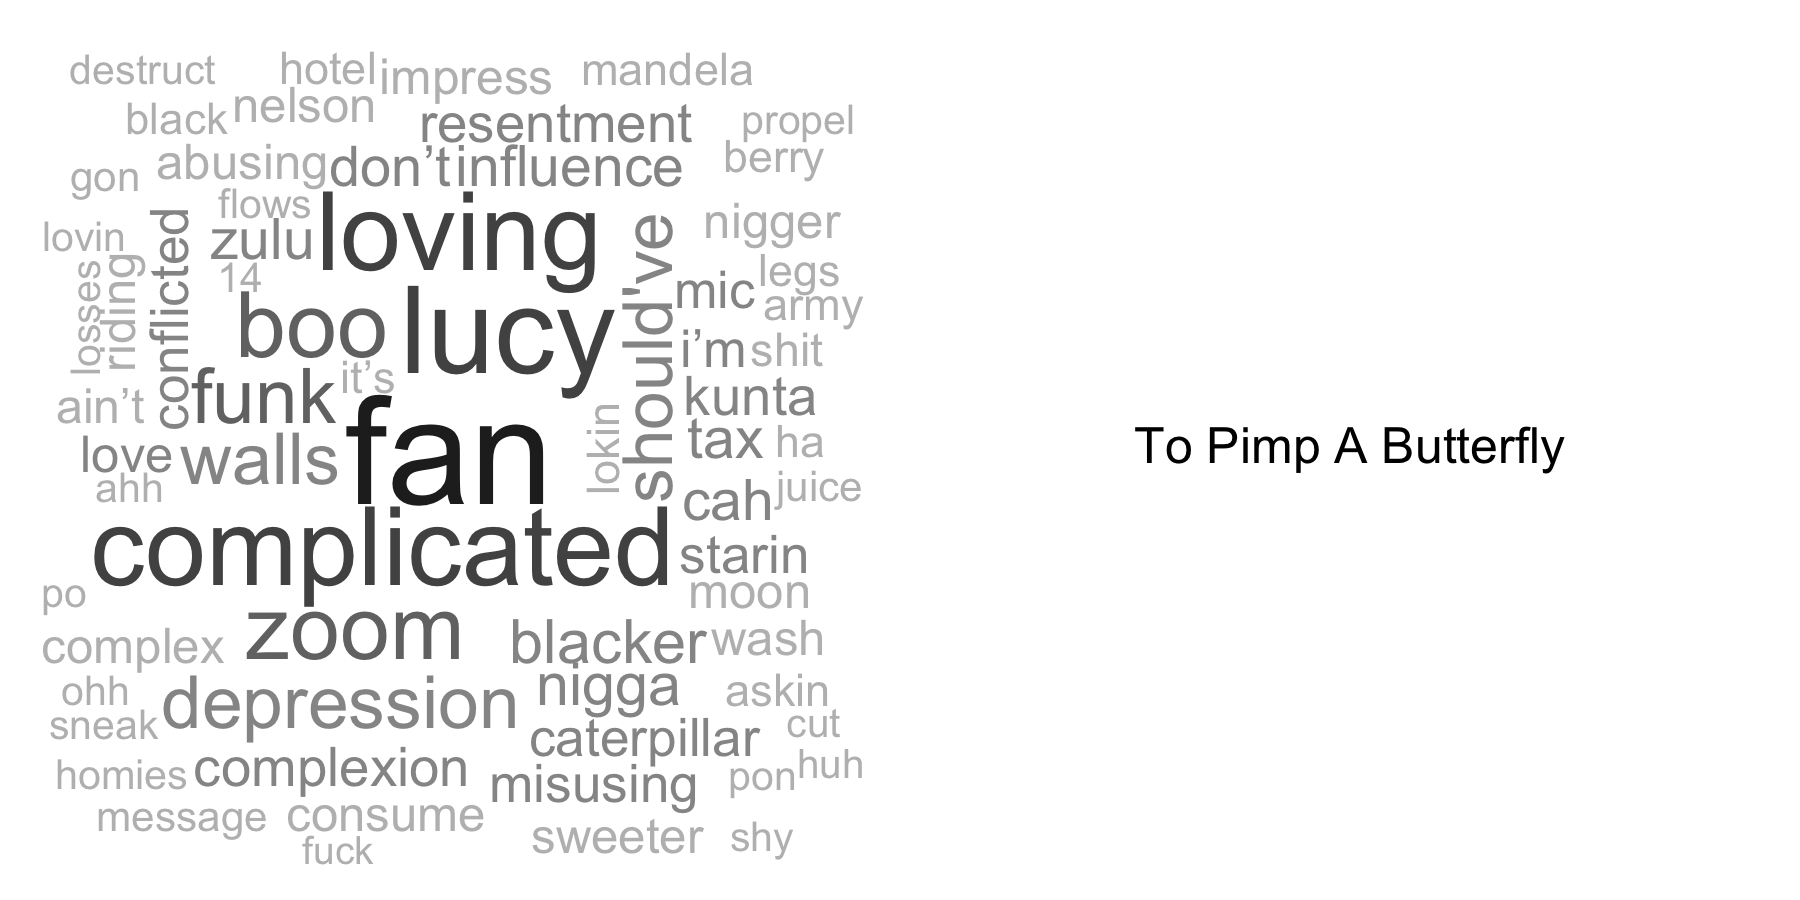 destruct hotel impress mandela
black nelson resentment propel
gon abusing don’t influence berry
flows loving nigger
lovin conflicted zulu should've legs
losses riding 14 mic army
boo lucy i’m shit
ain’t funk it’s kunta
love walls fan lokin tax ha
ahh cah juice
complicated starin
po moon
complex zoom blacker wash
ohh depression nigga askin
sneak caterpillar cut
homies complexion misusing pon huh
message consume sweeter shy
fuck
To Pimp A Butterfly